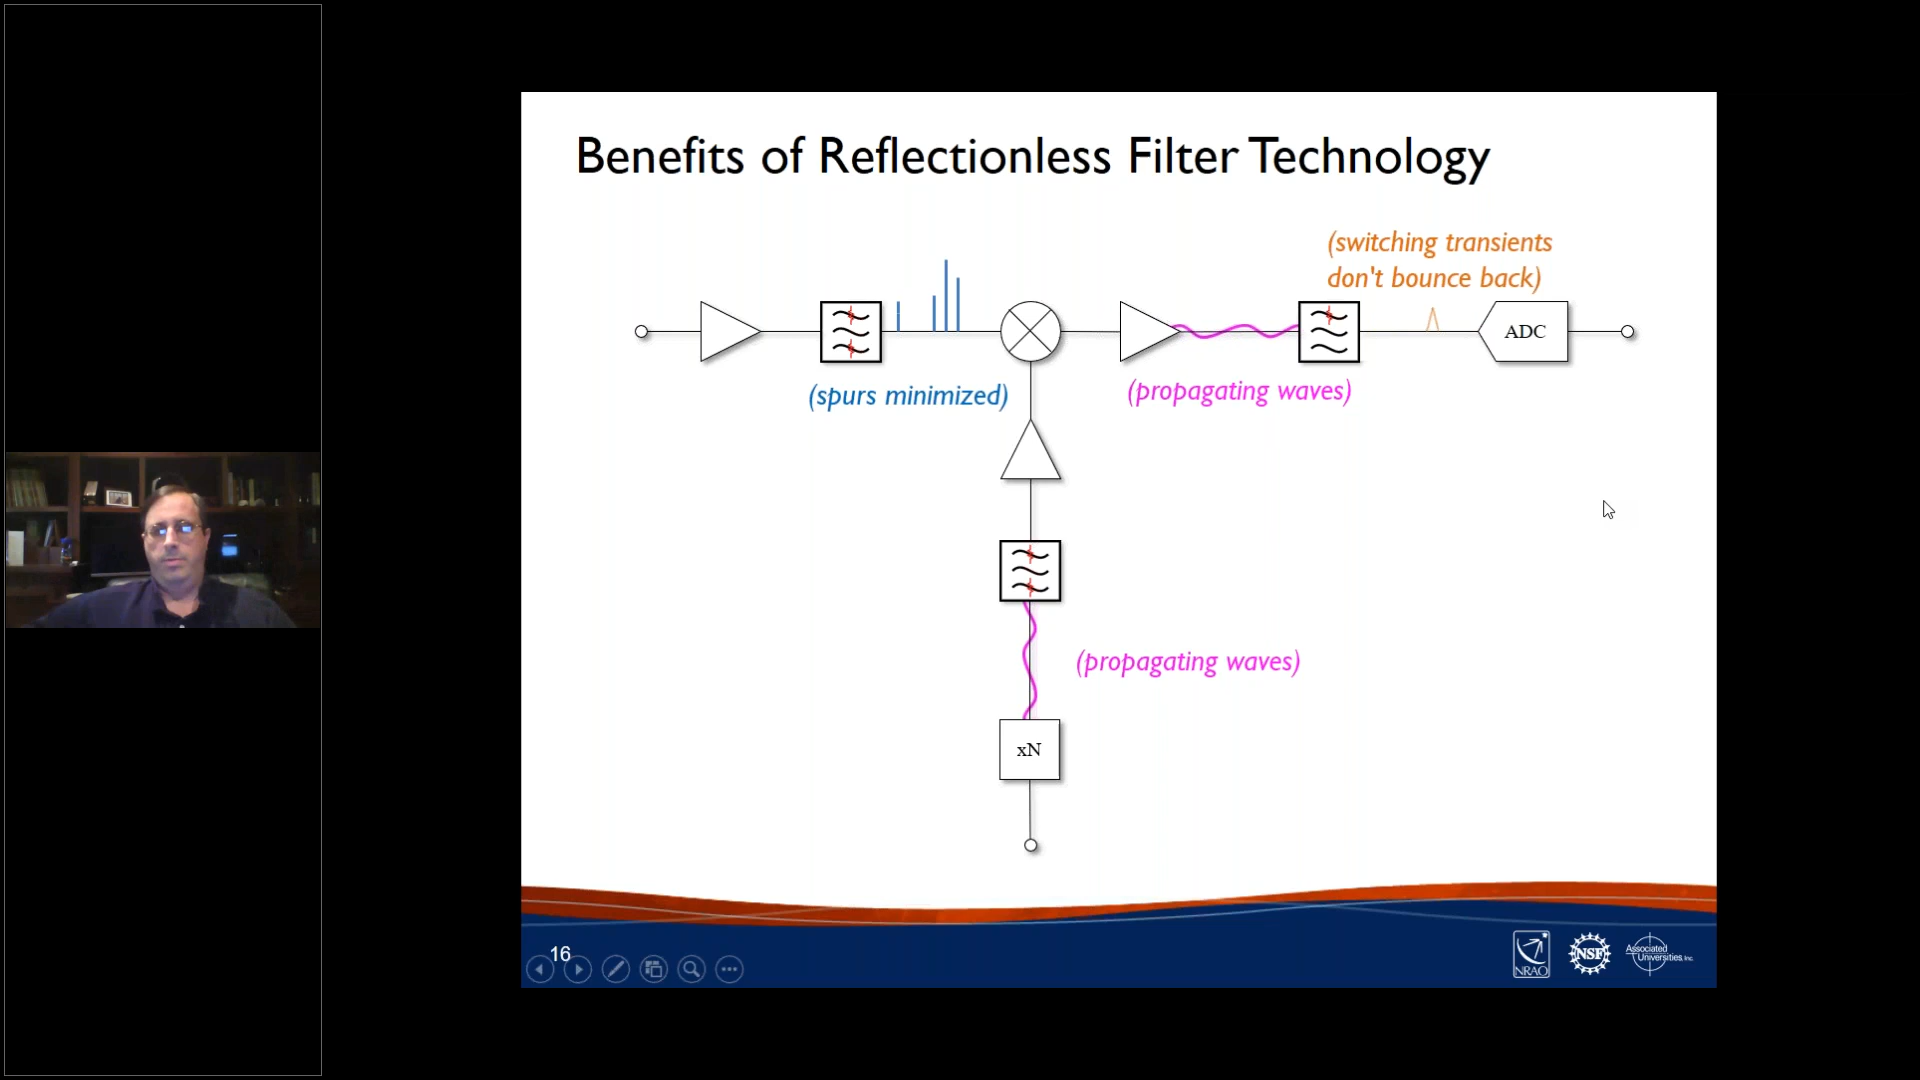 Benefits of Reflectionless Filter Technology
(switching transients
don't bounce back)
ADC
(spurs minimized)
(propagating waves)
(propagating waves)
xN
16
NRAO
NSF
Associated
Universities, Inc.